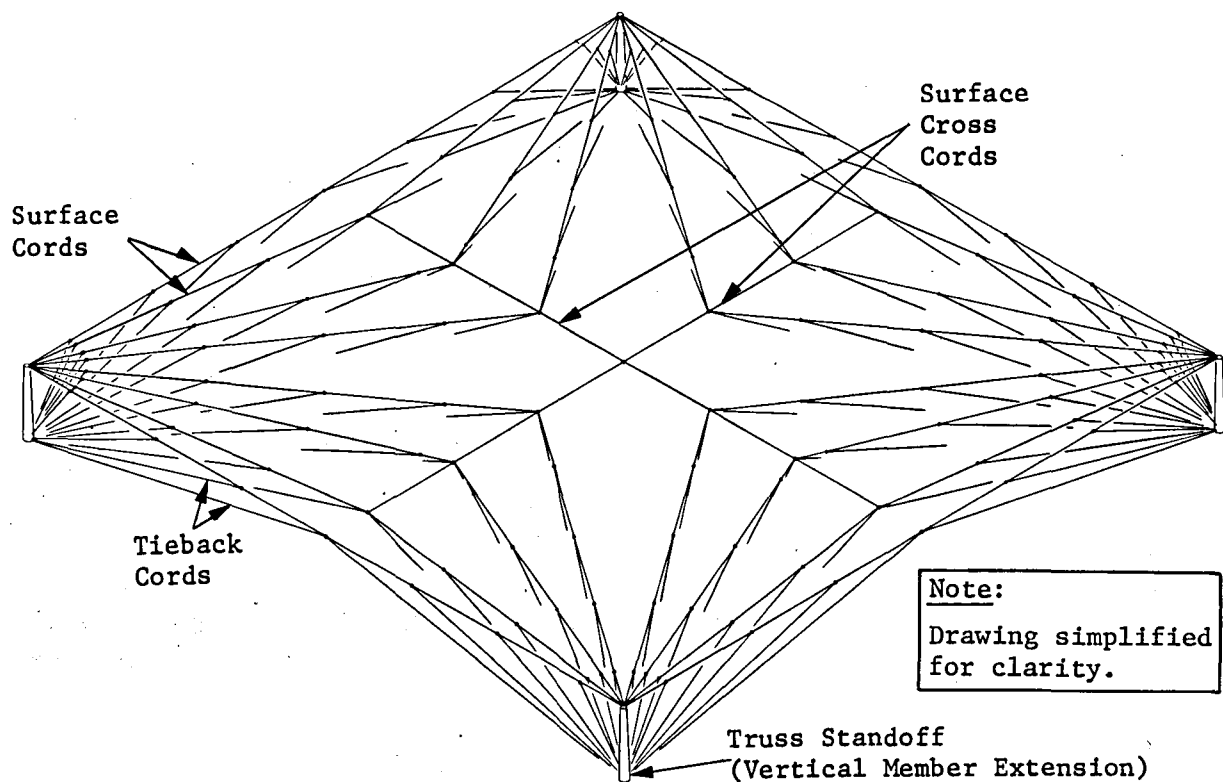 Surface
Cross
Cords
Surface
Cords
Tieback
Cords
Note:
Drawing simplified
for clarity.
Truss Standoff
(Vertical Member Extension)